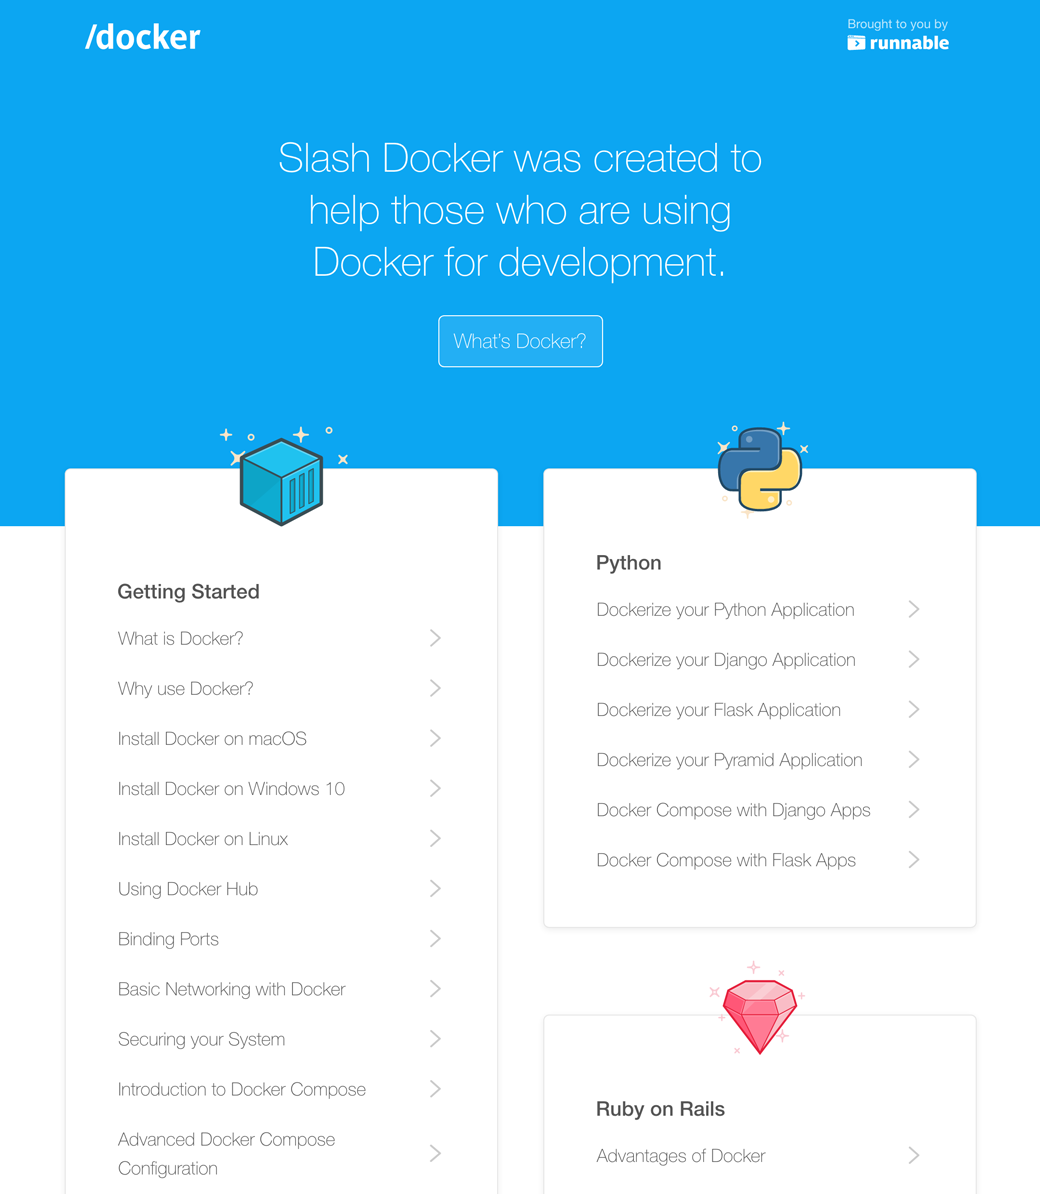 /docker
Brought to you by
runnable
Slash Docker was created to
help those who are using
Docker for development.
What's Docker?
Getting Started
What is Docker?
Why use Docker?
Install Docker on macOS
Install Docker on Windows 10
Install Docker on Linux
Using Docker Hub
Binding Ports
Basic Networking with Docker
Securing your System
Introduction to Docker Compose
Advanced Docker Compose
Configuration
Python
Dockerize your Python Application
Dockerize your Django Application
Dockerize your Flask Application
Dockerize your Pyramid Application
Docker Compose with Django Apps
Docker Compose with Flask Apps
Ruby on Rails
Advantages of Docker